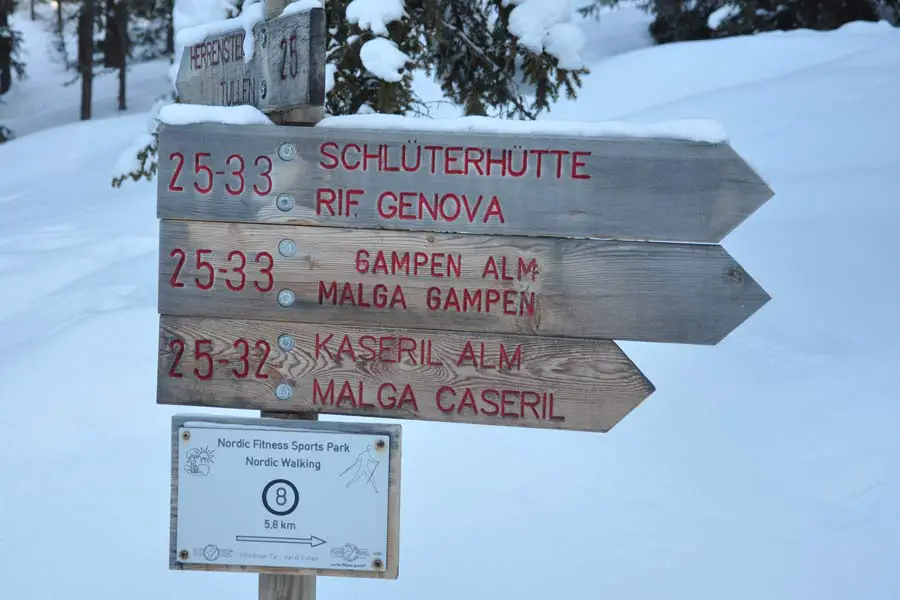 TULLEN
25
25-33
SCHLÜTERHÜTTE
RIF. GENOVA
25-33
GAMPEN ALM
MALGA GAMPEN
25-32
KASERIL ALM
MALGA CASERIL
Nordic Fitness Sports Park
Nordic Walking
8
5,8 km